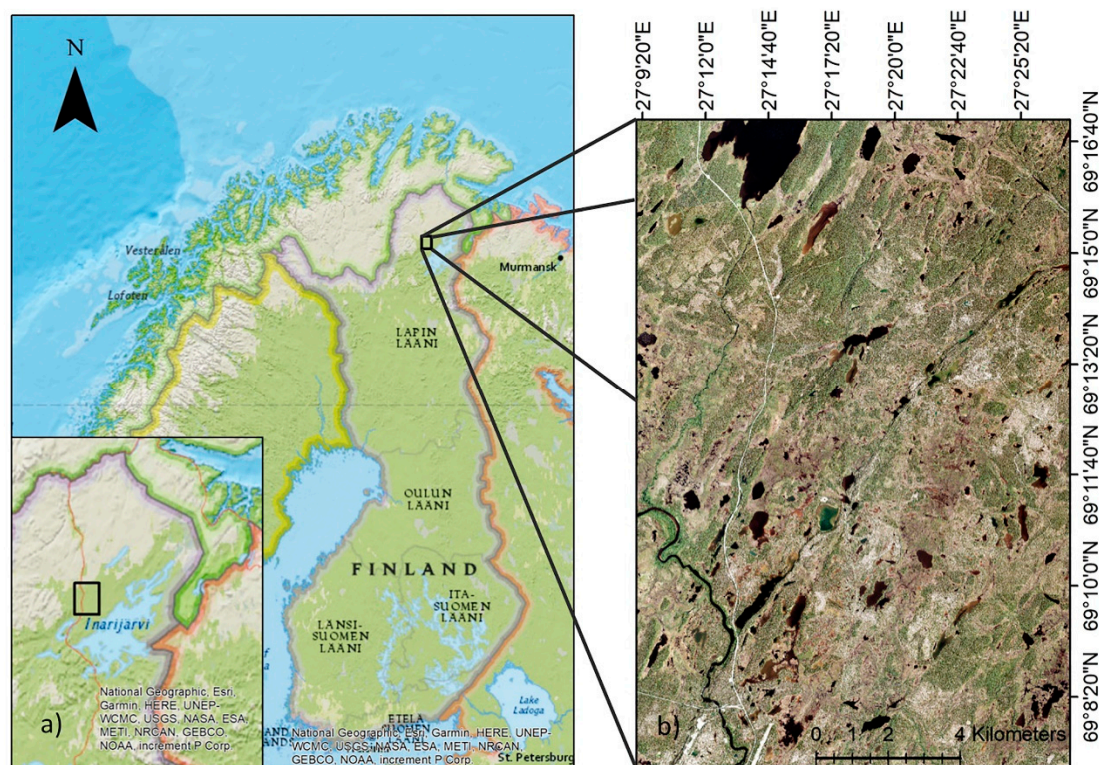 N
Vesterålen
Lofoten
Murmansk
LAPIN
LAANI
OULUN
LAANI
FINLAND
ITA-
SUOMEN
LAANI
LANSI-
SUOMEN
LAANI
ETELA
Lake
Ladoga
St. Petersburg
National Geographic, Esri, Garmin, HERE, UNEP-
WCMC, USGS, NASA, ESA, METI, NRCAN,
GEBCO, NOAA, increment P Corp.
Inarijärvi
National Geographic, Esri,
Garmin, HERE, UNEP-
WCMC, USGS, NASA, ESA,
METI, NRCAN, GEBCO,
NOAA, increment P Corp.
a)
27°9'20"E
27°12'0"E
27°14'40"E
27°17'20"E
27°20'0"E
27°22'40"E
27°25'20"E
69°16'40"N
69°15'0"N
69°13'20"N
69°11'40"N
69°10'0"N
69°8'20"N
b)
0 1 2 4 Kilometers